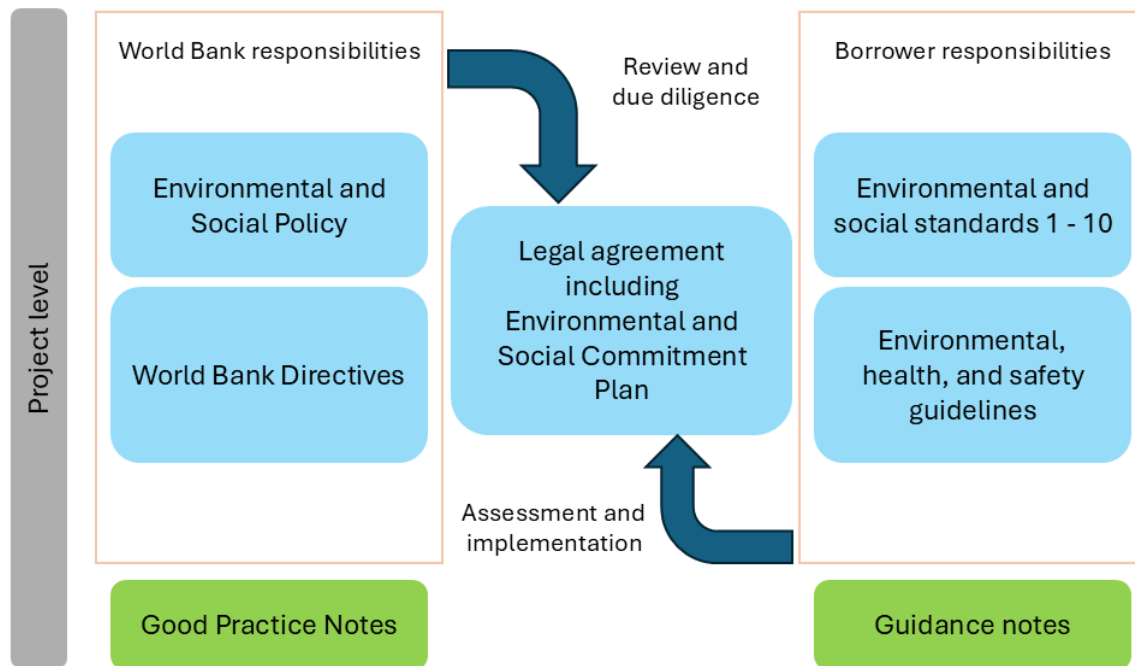 Project level
World Bank responsibilities
Environmental and
Social Policy
World Bank Directives
Good Practice Notes
Review and
due diligence
Legal agreement
including
Environmental and
Social Commitment
Plan
Assessment and
implementation
Borrower responsibilities
Environmental and
social standards 1 - 10
Environmental,
health, and safety
guidelines
Guidance notes